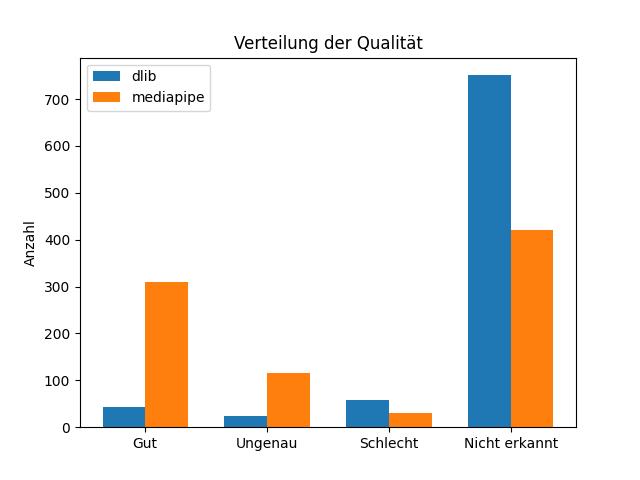 Verteilung der Qualität
dlib
mediapipe
Anzahl
700
600
500
400
300
200
100
0
Gut Ungenau Schlecht Nicht erkannt